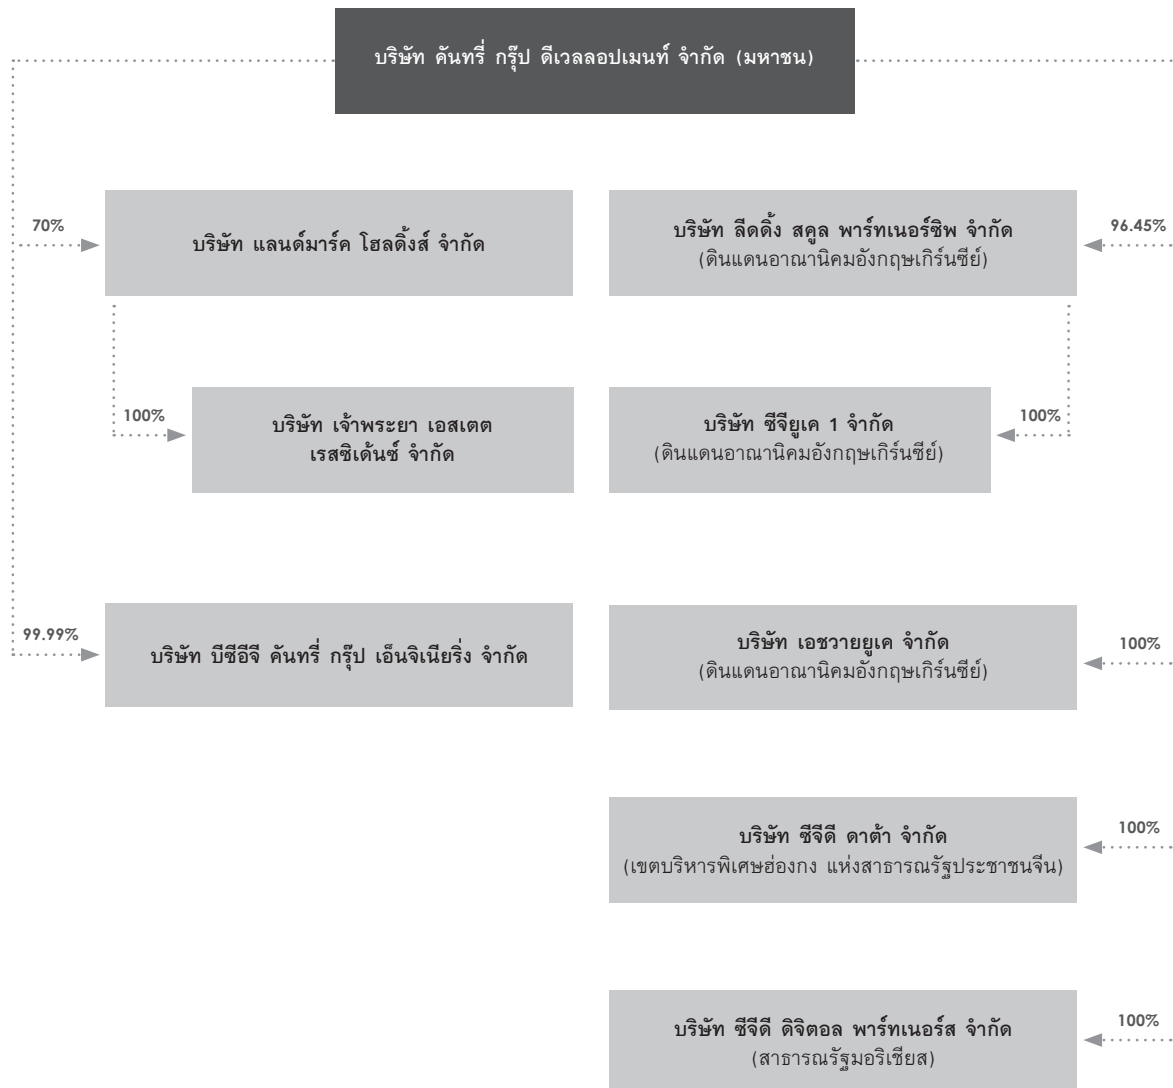 บริษัท คันทรี่ กรุ๊ป ดีเวลลอปเมนท์ จำกัด (มหาชน)
70%
บริษัท แลนด์มาร์ค โฮลดิ้งส์ จำกัด
บริษัท ลีดดิ้ง สคูล พาร์ทเนอร์ชิพ จำกัด
(ดินแดนอาณานิคมอังกฤษเกิร์นซีย์)
96.45%
100%
บริษัท เจ้าพระยา เอสเตต
เรสซิเด้นซ์ จำกัด
บริษัท ซีจียูเค 1 จำกัด
(ดินแดนอาณานิคมอังกฤษเกิร์นซีย์)
100%
99.99%
บริษัท บีซีอีจี คันทรี่ กรุ๊ป เอ็นจิเนียริ่ง จำกัด
บริษัท เอชวายยูเค จำกัด
(ดินแดนอาณานิคมอังกฤษเกิร์นซีย์)
100%
บริษัท ซีจีดี ดาต้า จำกัด
(เขตบริหารพิเศษฮ่องกง แห่งสาธารณรัฐประชาชนจีน)
100%
บริษัท ซีจีดี ดิจิตอล พาร์ทเนอร์ส จำกัด
(สาธารณรัฐมอริเชียส)
100%